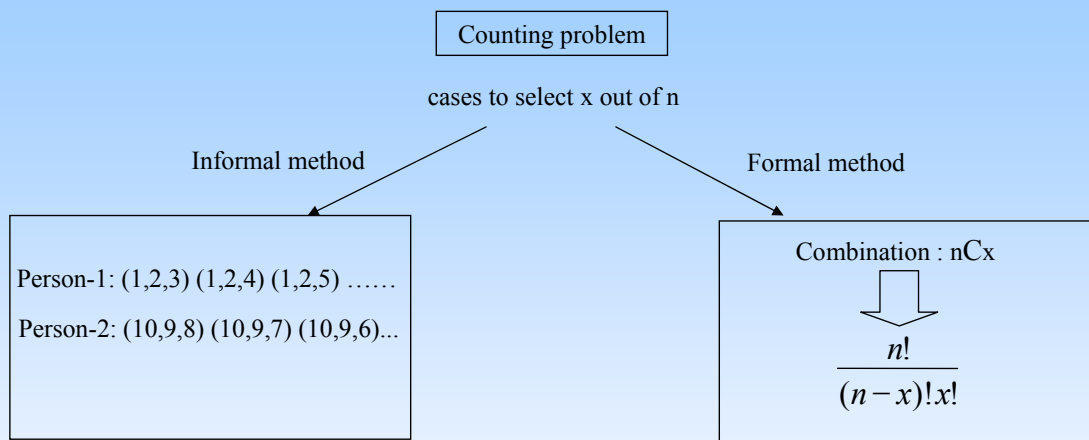 Counting problem
cases to select x out of n
Informal method
Formal method
Person-1: (1,2,3) (1,2,4) (1,2,5) ......
Person-2: (10,9,8) (10,9,7) (10,9,6)...
Combination : nCx
n!
(n−x)!x!